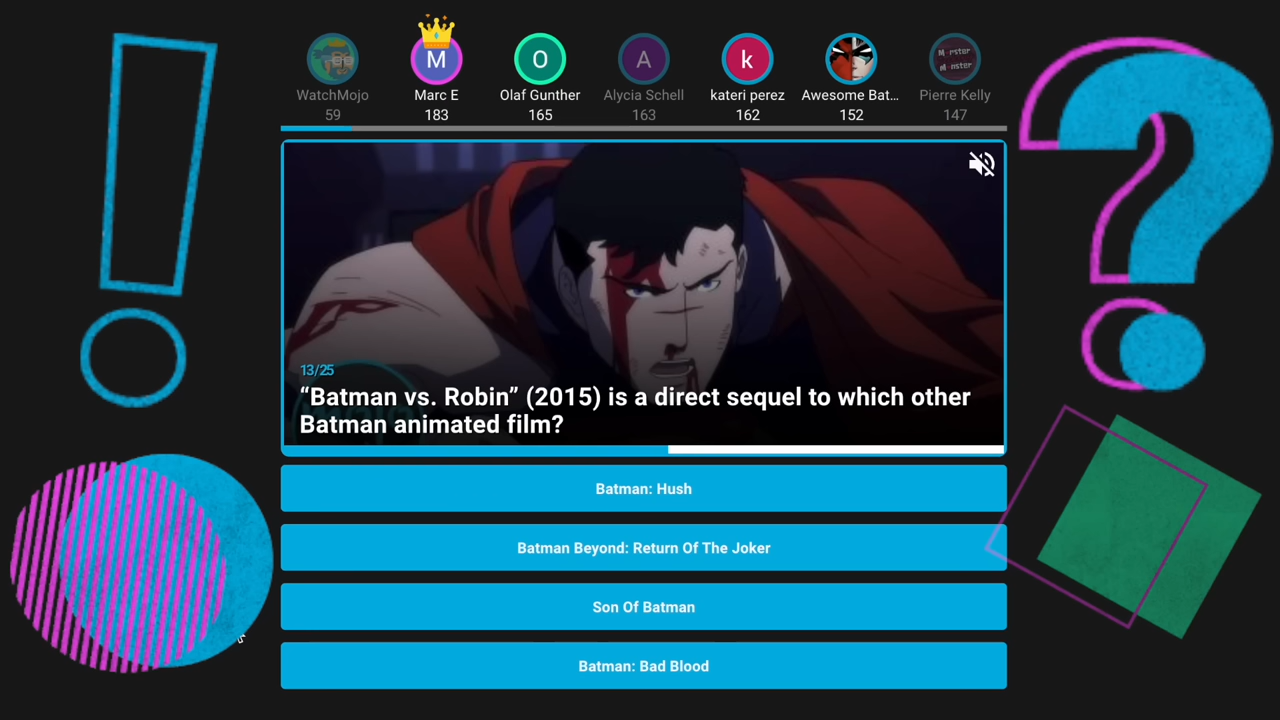 M
O
A
k
WatchMojo
Marc E
Olaf Gunther
Alycia Schell
kateri perez
Awesome Bat...
Pierre Kelly
59
183
165
163
162
152
147
13/25
“Batman vs. Robin” (2015) is a direct sequel to which other
Batman animated film?
Batman: Hush
Batman Beyond: Return Of The Joker
Son Of Batman
Batman: Bad Blood